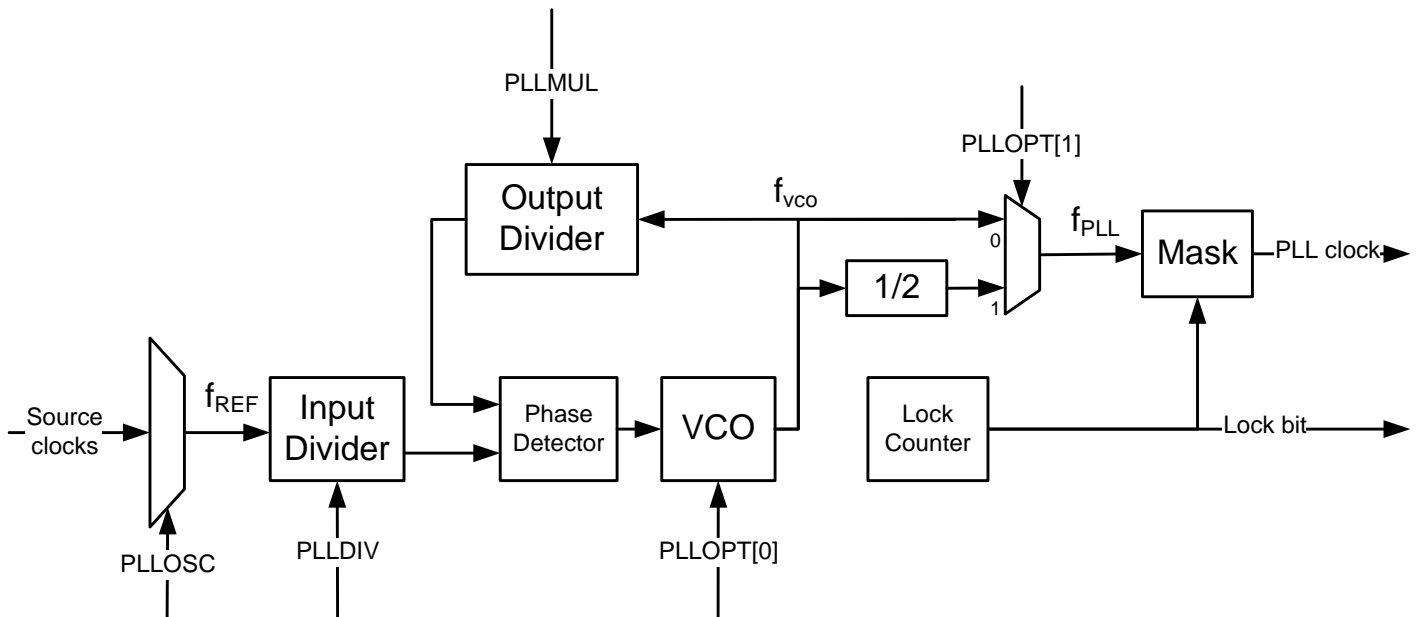 PLLMUL
PLLOPT[1]
Output
Divider
fvco
0
fPLL
Mask
PLL clock
1/2
1
Source
clocks
fREF
Input
Divider
Phase
Detector
VCO
Lock
Counter
Lock bit
PLLOSC
PLLDIV
PLLOPT[0]